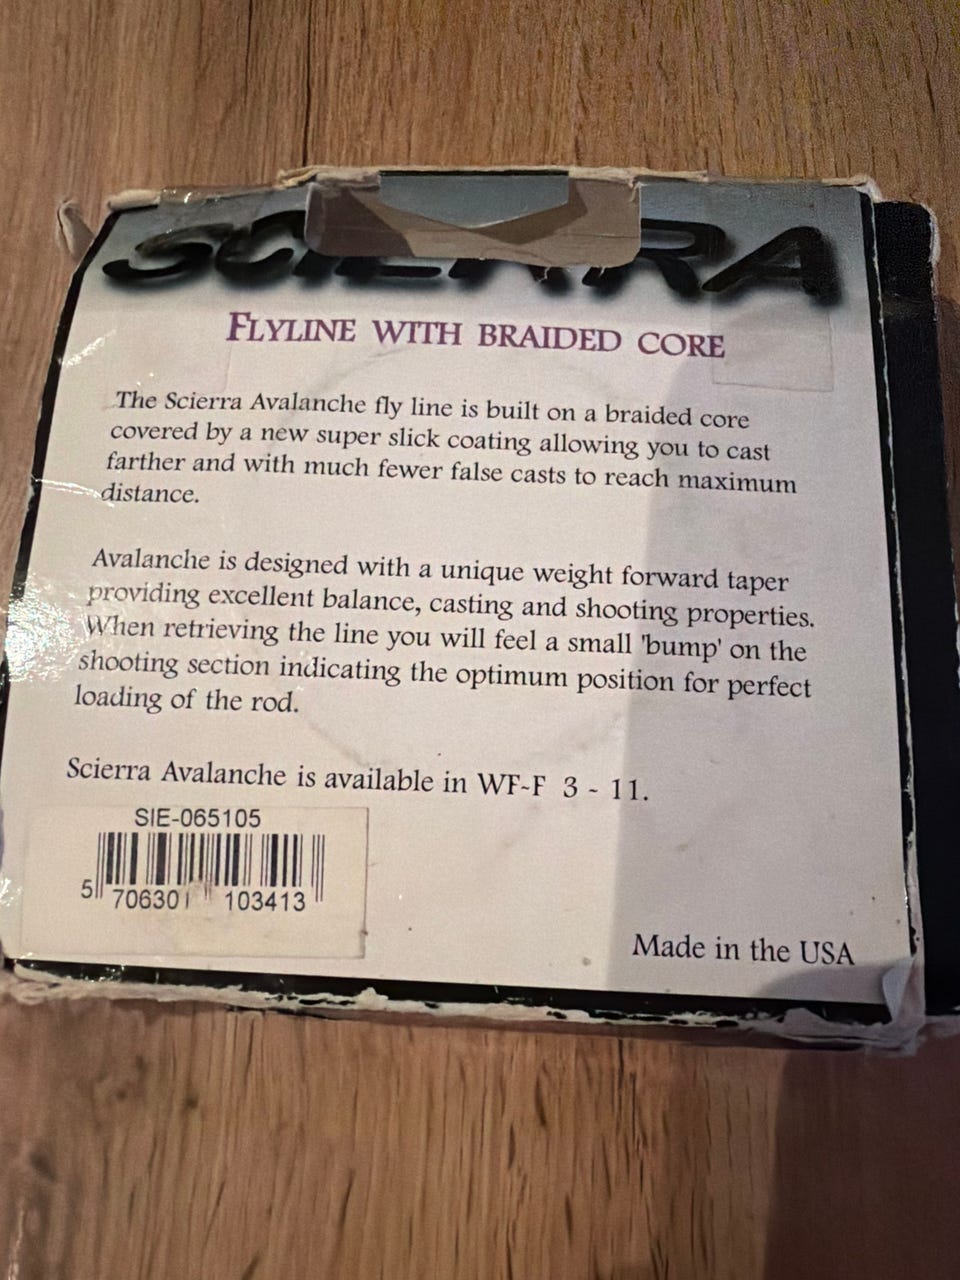 SCIERRA
FLYLINE WITH BRAIDED CORE
The Scierra Avalanche fly line is built on a braided core
covered by a new super slick coating allowing you to cast
farther and with much fewer false casts to reach maximum
distance.
Avalanche is designed with a unique weight forward taper
providing excellent balance, casting and shooting properties.
When retrieving the line you will feel a small 'bump' on the
shooting section indicating the optimum position for perfect
loading of the rod.
Scierra Avalanche is available in WF-F 3 - 11.
SIE-065105
5 706301 103413
Made in the USA